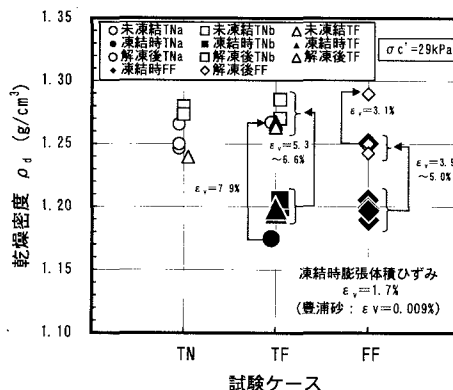 ○未凍結TNa □未凍結TNb △未凍結TF
●凍結時TNa ■凍結時TNb ▲凍結時TF
○解凍後TNa □解凍後TNb △解凍後TF
◆凍結時FF ◇解凍後FF
σc'=29kPa
乾燥密度 ρd (g/cm³)
1.35
1.30
1.25
1.20
1.15
1.10
εv=3.1%
εv=5.3
~6.6%
εv=7.9%
εv=3.9
~5.0%
凍結時膨張体積ひずみ
εv=1.7%
(豊浦砂：εv=0.009%)
TN TF FF
試験ケース